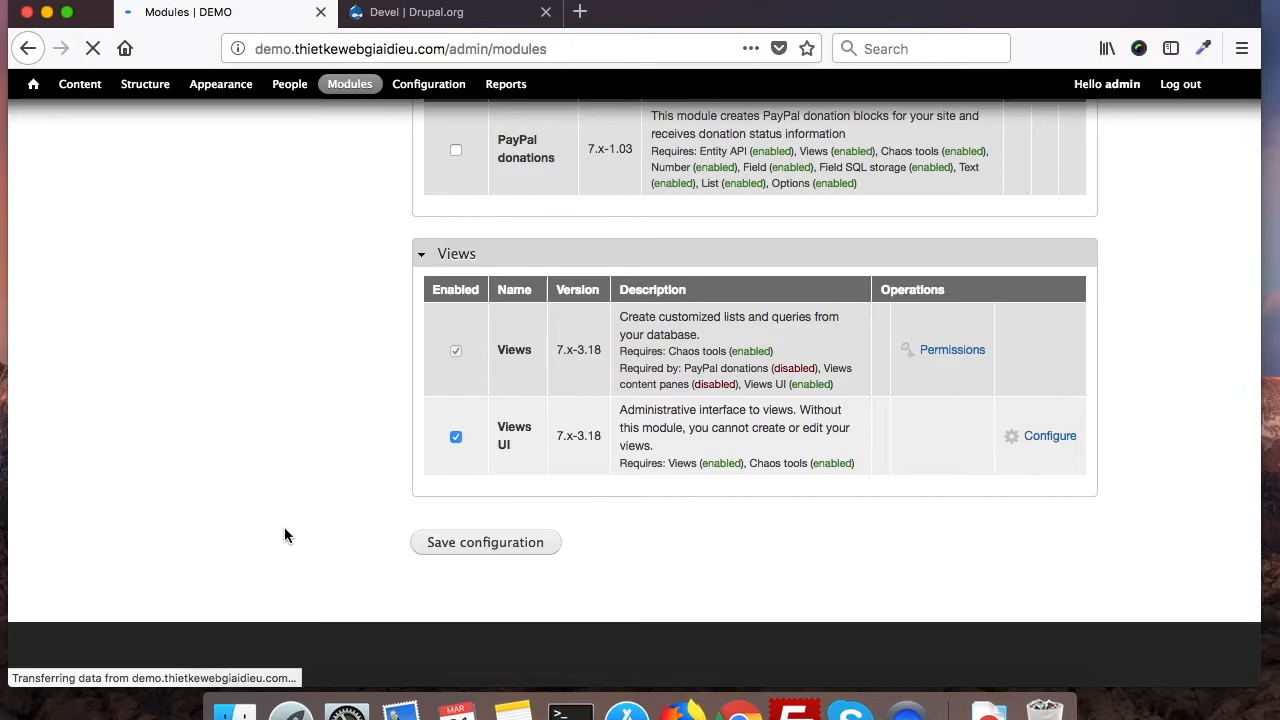 Modules | DEMO
Devel | Drupal.org
demo.thietkewebgiaidieu.com/admin/modules
Search
Content Structure Appearance People Modules Configuration Reports Hello admin Log out
PayPal donations
7.x-1.03
This module creates PayPal donation blocks for your site and
receives donation status information
Requires: Entity API (enabled), Views (enabled), Chaos tools (enabled),
Number (enabled), Field (enabled), Field SQL storage (enabled), Text
(enabled), List (enabled), Options (enabled)
Views
Enabled Name Version Description Operations
Views
7.x-3.18
Create customized lists and queries from
your database.
Requires: Chaos tools (enabled)
Required by: PayPal donations (disabled), Views
content panes (disabled), Views UI (enabled)
Permissions
Views
UI
7.x-3.18
Administrative interface to views. Without
this module, you cannot create or edit your
views.
Requires: Views (enabled), Chaos tools (enabled)
Configure
Save configuration
Transferring data from demo.thietkewebgiaidieu.com...
MAR